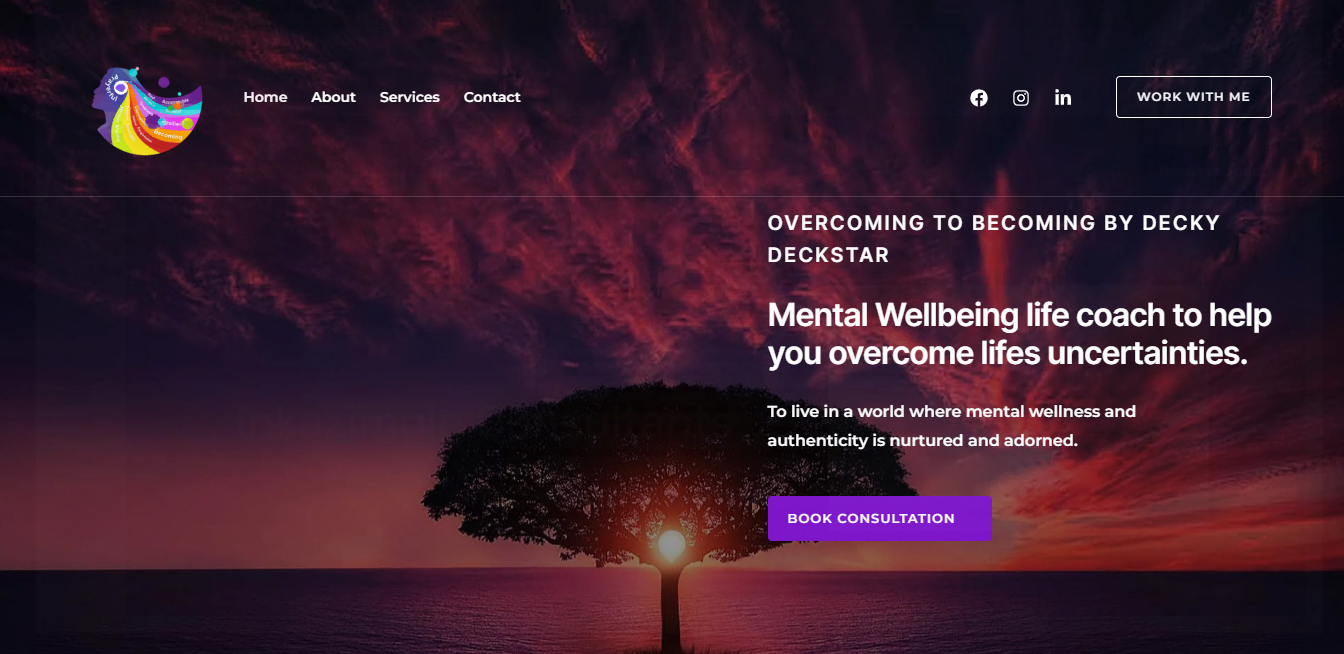 Home About Services Contact
WORK WITH ME
OVERCOMING TO BECOMING BY DECKY
DECKSTAR
Mental Wellbeing life coach to help
you overcome lifes uncertainties.
To live in a world where mental wellness and
authenticity is nurtured and adorned.
BOOK CONSULTATION